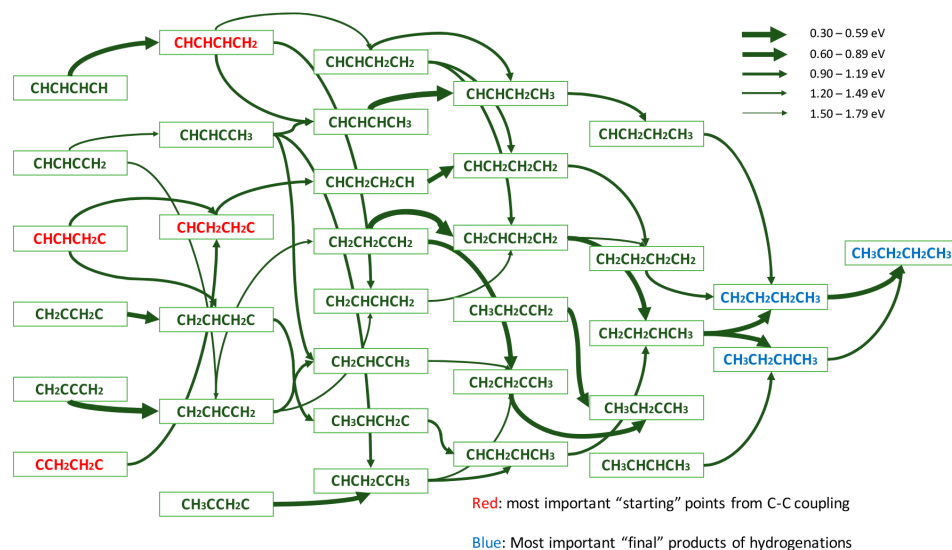 CHCHCHCH₂
CHCHCH₂CH₂
0.30 – 0.59 eV
0.60 – 0.89 eV
0.90 – 1.19 eV
1.20 – 1.49 eV
1.50 – 1.79 eV
CHCHCHCH
CHCHCH₂CH₃
CHCHCCH₃
CHCHCHCH₃
CHCH₂CH₂CH₃
CHCHCCH₂
CHCH₂CH₂CH
CHCH₂CH₂CH₂
CHCHCH₂C
CHCH₂CH₂C
CH₂CH₂CCH₂
CH₂CHCH₂CH₂
CH₂CH₂CH₂CH₂
CH₃CH₂CH₂CH₃
CH₂CCH₂C
CH₂CHCH₂C
CH₂CHCHCH₂
CH₃CH₂CCH₂
CH₂CH₂CH₂CH₃
CH₂CH₂CHCH₃
CH₂CHCCH₃
CH₃CH₂CHCH₃
CH₂CCCH₂
CH₂CHCCH₂
CH₂CH₂CCH₃
CH₃CHCH₂C
CH₃CH₂CCH₃
CCH₂CH₂C
CHCH₂CHCH₃
CH₃CHCHCH₃
CH₃CCH₂C
CHCH₂CCH₃
Red: most important “starting” points from C-C coupling
Blue: Most important “final” products of hydrogenations